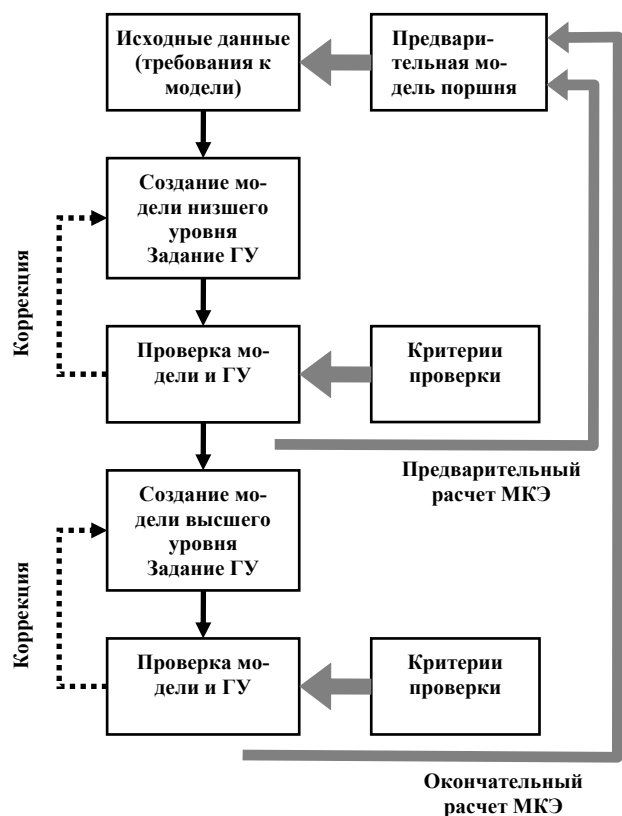 Исходные данные
(требования к
модели)
Предвари-
тельная мо-
дель поршня
Создание мо-
дели низшего
уровня
Задание ГУ
Коррекция
Проверка мо-
дели и ГУ
Критерии
проверки
Предварительный
расчет МКЭ
Создание мо-
дели высшего
уровня
Задание ГУ
Коррекция
Проверка мо-
дели и ГУ
Критерии
проверки
Окончательный
расчет МКЭ